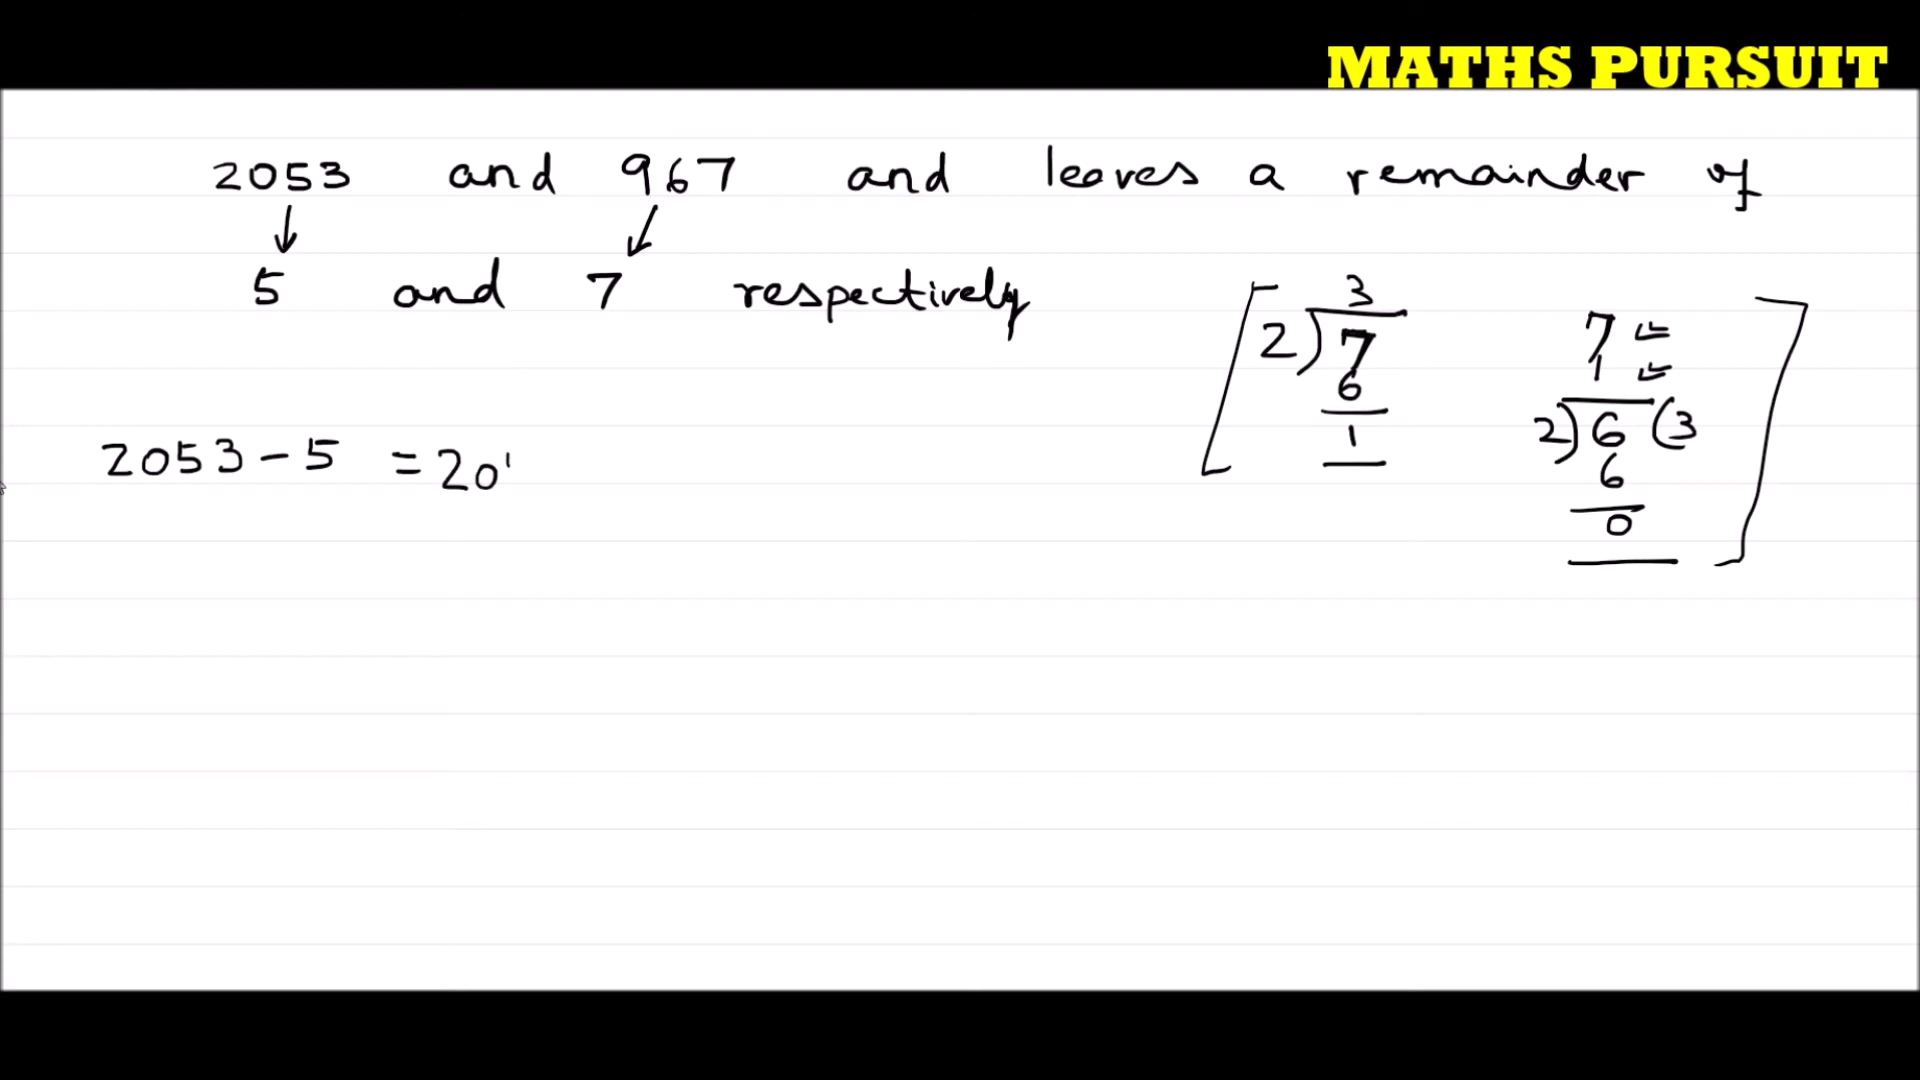 MATHS PURSUIT
2053 and 967 and leaves a remainder of
↓ ↙
5 and 7 respectively
2053 - 5 = 20'
3
2)7
6
1
7
1
2)6(3
6
0